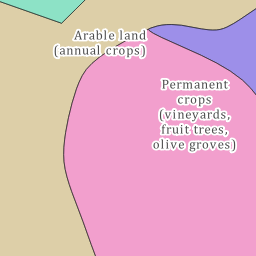 Arable land
(annual crops)
Permanent
crops
(vineyards,
fruit trees,
olive groves)